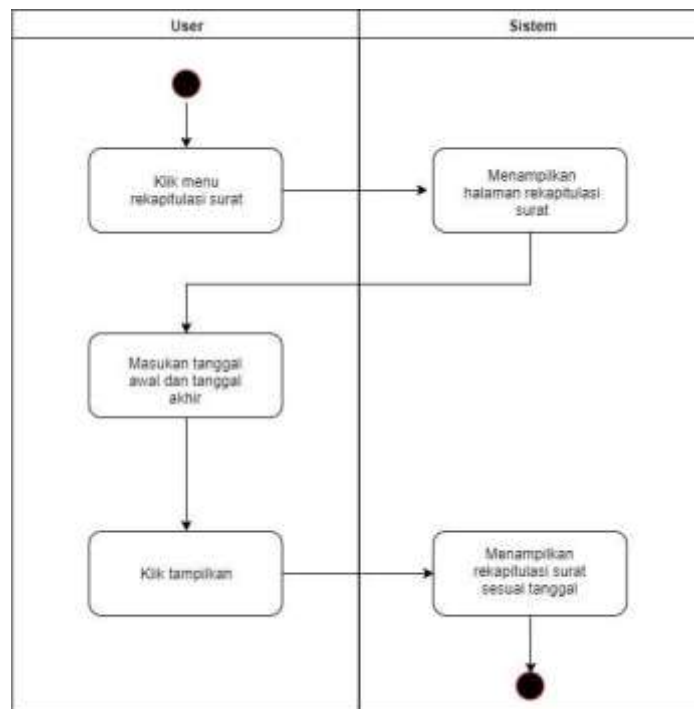 User
Sistem
Klik menu
rekapitulasi surat
Menampilkan
halaman rekapitulasi
surat
Masukan tanggal
awal dan tanggal
akhir
Klik tampilkan
Menampilkan
rekapitulasi surat
sesuai tanggal